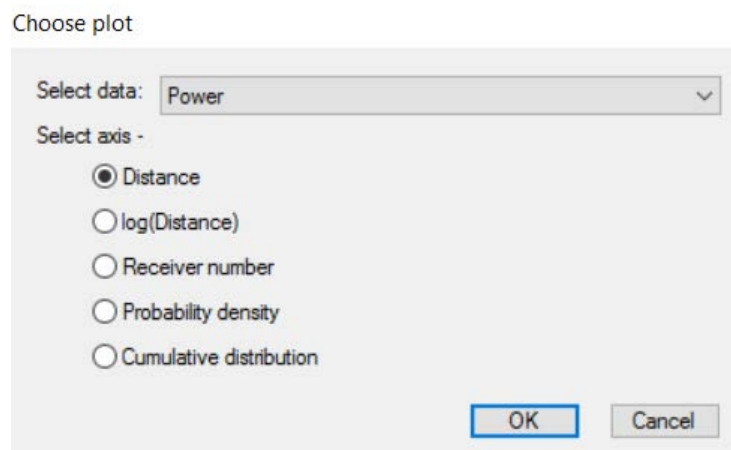 Choose plot
Select data: Power
Select axis -
Distance
log(Distance)
Receiver number
Probability density
Cumulative distribution
OK Cancel